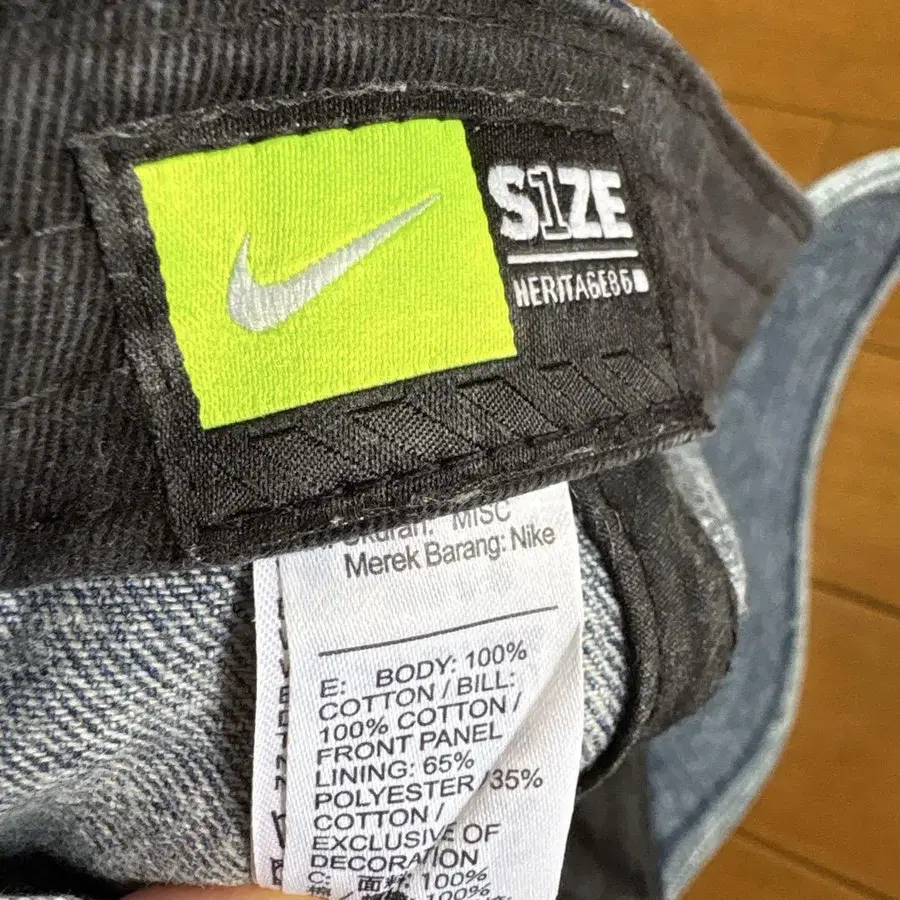 S1ZE
HERITAGE86
Ukuran: MISC
Merek Barang: Nike
E: BODY: 100%
COTTON / BILL:
100% COTTON /
FRONT PANEL
LINING: 65%
POLYESTER /35%
COTTON /
EXCLUSIVE OF
DECORATION
C: 面料: 100%
100%